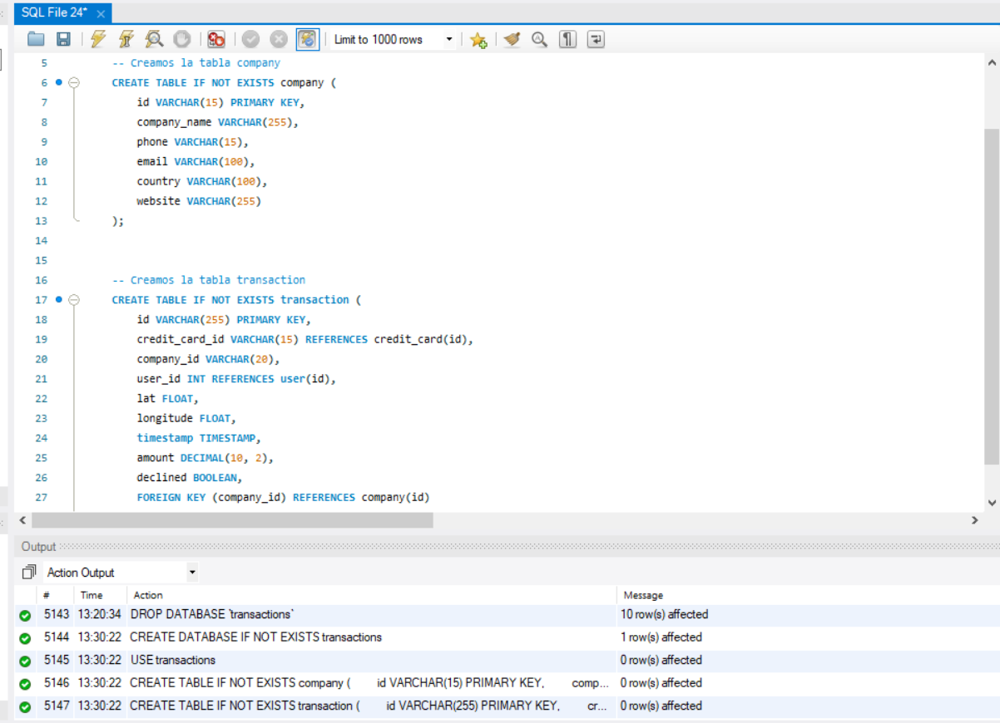 SQL File 24*
Limit to 1000 rows
5 -- Creamos la tabla company
6 CREATE TABLE IF NOT EXISTS company (
7 id VARCHAR(15) PRIMARY KEY,
8 company_name VARCHAR(255),
9 phone VARCHAR(15),
10 email VARCHAR(100),
11 country VARCHAR(100),
12 website VARCHAR(255)
13 );
14
15
16 -- Creamos la tabla transaction
17 CREATE TABLE IF NOT EXISTS transaction (
18 id VARCHAR(255) PRIMARY KEY,
19 credit_card_id VARCHAR(15) REFERENCES credit_card(id),
20 company_id VARCHAR(20),
21 user_id INT REFERENCES user(id),
22 lat FLOAT,
23 longitude FLOAT,
24 timestamp TIMESTAMP,
25 amount DECIMAL(10, 2),
26 declined BOOLEAN,
27 FOREIGN KEY (company_id) REFERENCES company(id)
Output
Action Output
# Time Action Message
5143 13:20:34 DROP DATABASE `transactions` 10 row(s) affected
5144 13:30:22 CREATE DATABASE IF NOT EXISTS transactions 1 row(s) affected
5145 13:30:22 USE transactions 0 row(s) affected
5146 13:30:22 CREATE TABLE IF NOT EXISTS company ( id VARCHAR(15) PRIMARY KEY, comp... 0 row(s) affected
5147 13:30:22 CREATE TABLE IF NOT EXISTS transaction ( id VARCHAR(255) PRIMARY KEY, cr... 0 row(s) affected